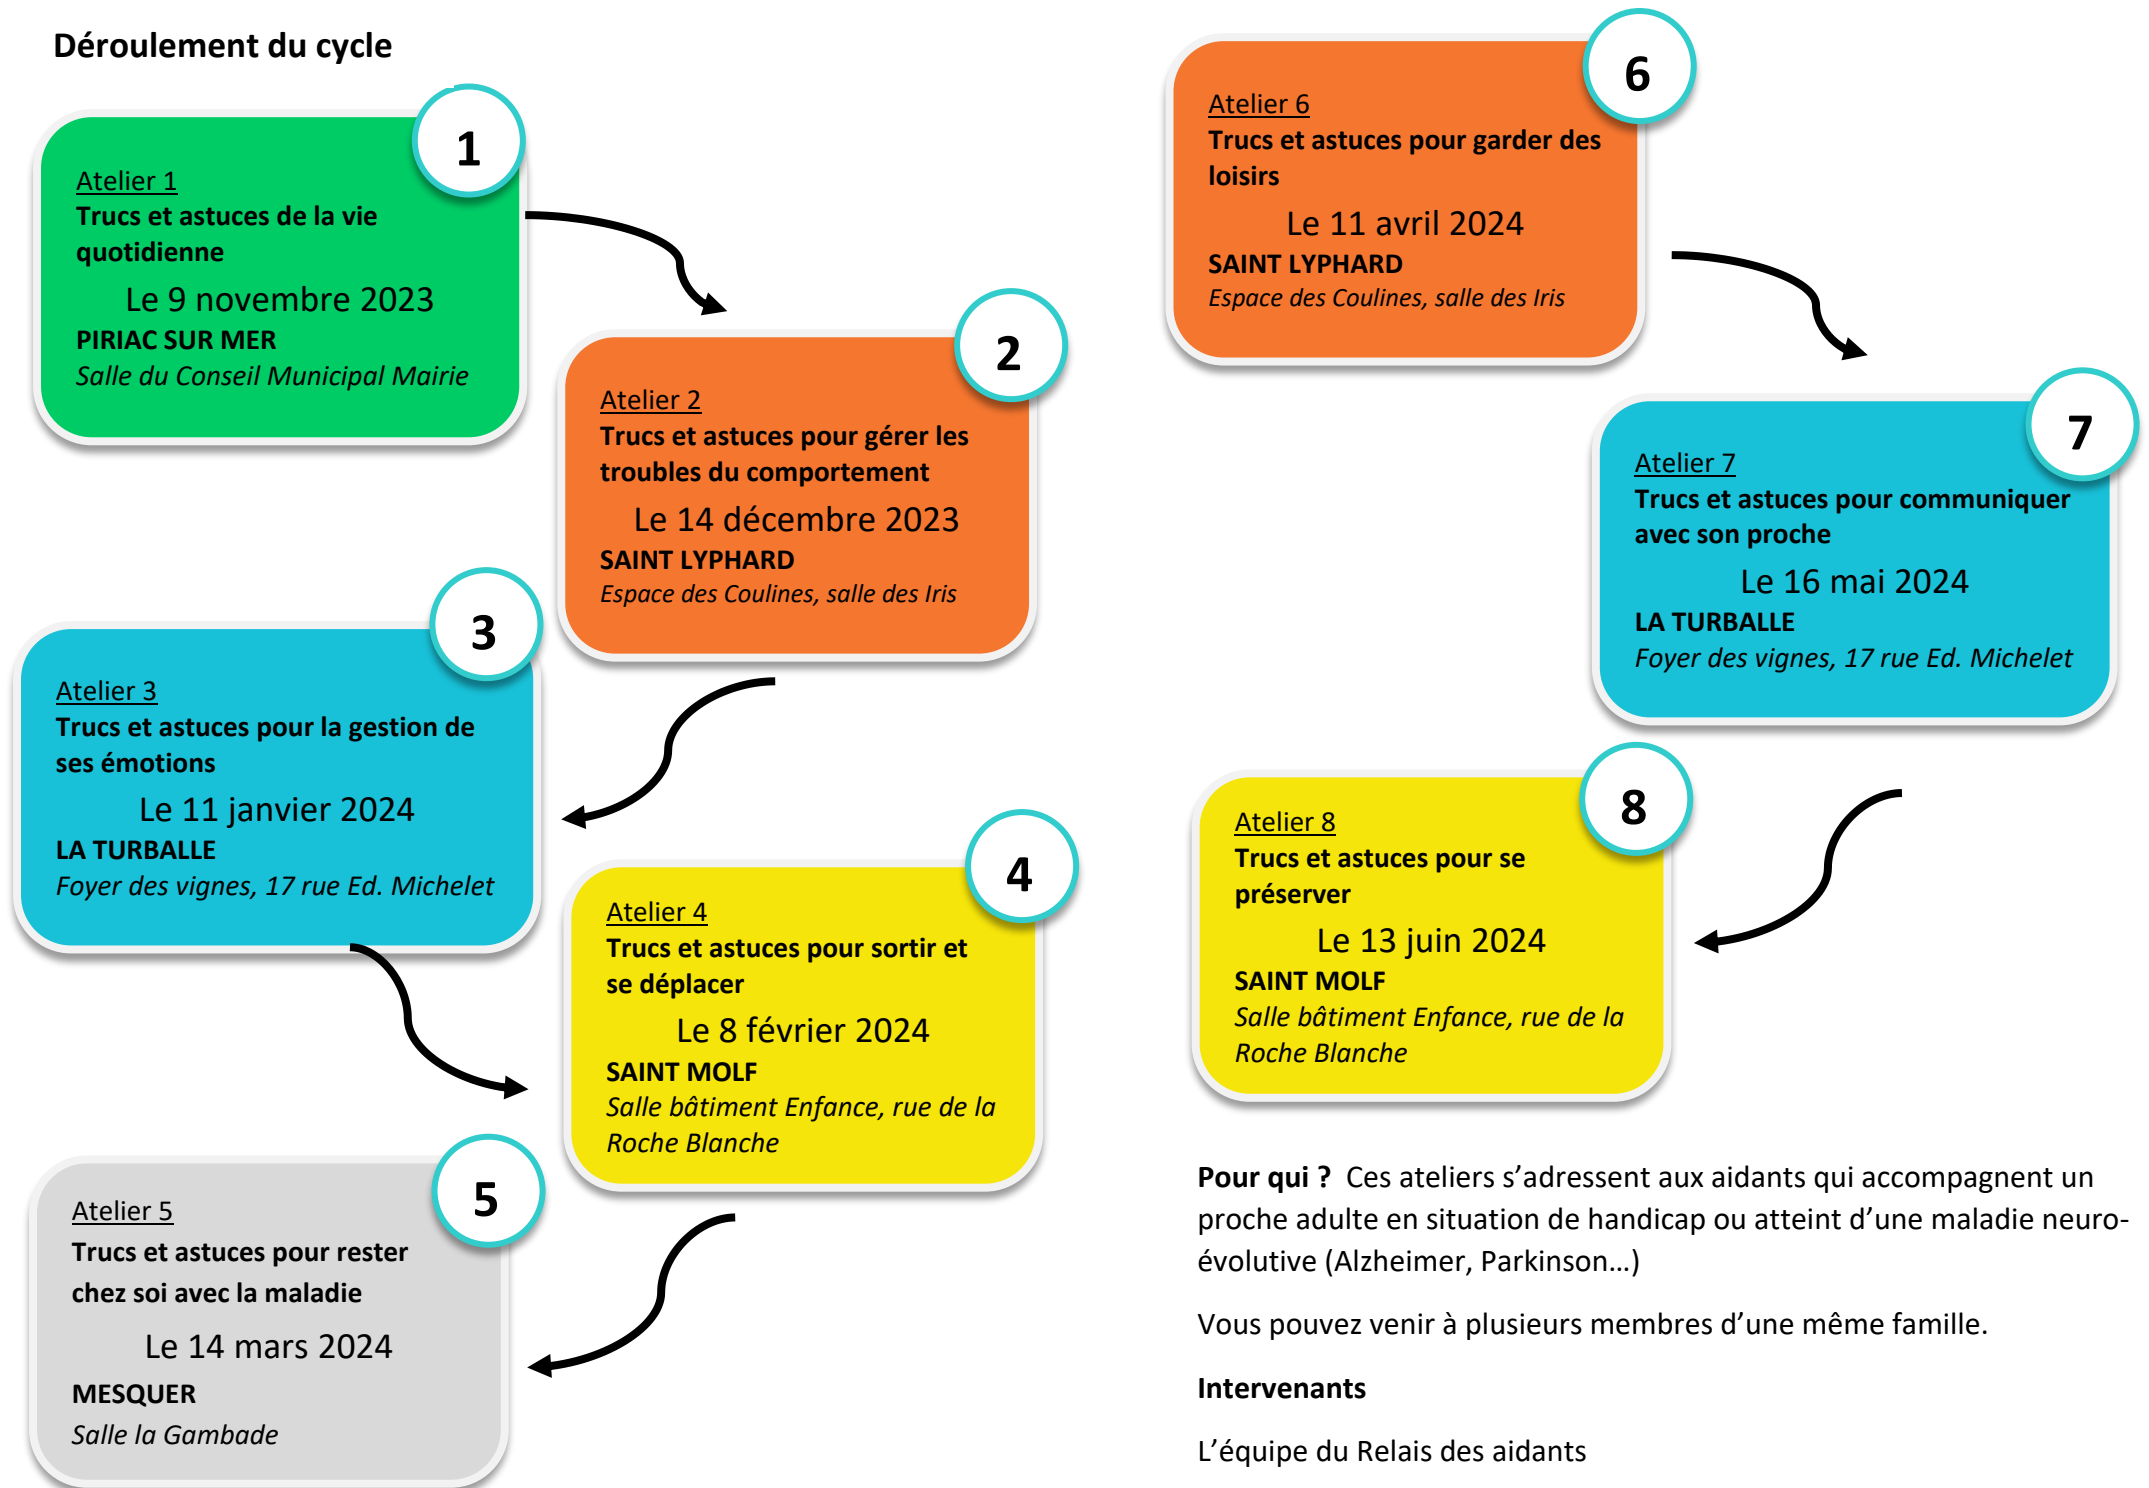 Déroulement du cycle
1
Atelier 1
Trucs et astuces de la vie
quotidienne
Le 9 novembre 2023
PIRIAC SUR MER
Salle du Conseil Municipal Mairie
2
Atelier 2
Trucs et astuces pour gérer les
troubles du comportement
Le 14 décembre 2023
SAINT LYPHARD
Espace des Coulines, salle des Iris
3
Atelier 3
Trucs et astuces pour la gestion de
ses émotions
Le 11 janvier 2024
LA TURBALLE
Foyer des vignes, 17 rue Ed. Michelet
4
Atelier 4
Trucs et astuces pour sortir et
se déplacer
Le 8 février 2024
SAINT MOLF
Salle bâtiment Enfance, rue de la
Roche Blanche
5
Atelier 5
Trucs et astuces pour rester
chez soi avec la maladie
Le 14 mars 2024
MESQUER
Salle la Gambade
6
Atelier 6
Trucs et astuces pour garder des
loisirs
Le 11 avril 2024
SAINT LYPHARD
Espace des Coulines, salle des Iris
7
Atelier 7
Trucs et astuces pour communiquer
avec son proche
Le 16 mai 2024
LA TURBALLE
Foyer des vignes, 17 rue Ed. Michelet
8
Atelier 8
Trucs et astuces pour se
préserver
Le 13 juin 2024
SAINT MOLF
Salle bâtiment Enfance, rue de la
Roche Blanche
Pour qui ? Ces ateliers s’adressent aux aidants qui accompagnent un
proche adulte en situation de handicap ou atteint d’une maladie neuro-
évolutive (Alzheimer, Parkinson…)
Vous pouvez venir à plusieurs membres d’une même famille.
Intervenants
L’équipe du Relais des aidants